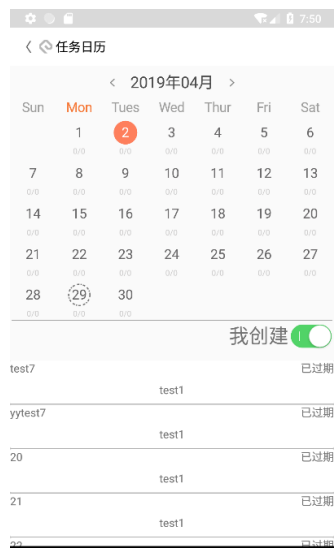 7:50
任务日历
2019年04月
Sun Mon Tues Wed Thur Fri Sat
1 2 3 4 5 6
0/0 0/0 0/0 0/0 0/0 0/0
7 8 9 10 11 12 13
0/0 0/0 0/0 0/0 0/0 0/0 0/0
14 15 16 17 18 19 20
0/0 0/0 0/0 0/0 0/0 0/0 0/0
21 22 23 24 25 26 27
0/0 0/0 0/0 0/0 0/0 0/0 0/0
28 29 30
0/0 0/0 0/0
我创建
test7 已过期
test1
yytest7 已过期
test1
20 已过期
test1
21 已过期
test1
22 已过期